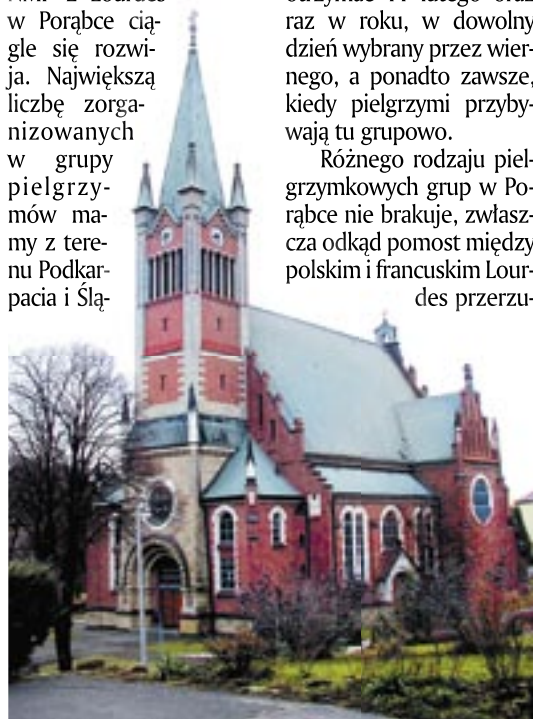 z Lourdes
w Porąbce cią-
gle się rozwi-
ja. Największą
liczbę zorga-
nizowanych
w grupy
pielgrzy-
mów ma-
my z tere-
nu Podkar-
pacia i Ślą-
raz w roku, w dowolny
dzień wybrany przez wier-
nego, a ponadto zawsze,
kiedy pielgrzymi przyby-
wają tu grupowo.
Różnego rodzaju piel-
grzymkowych grup w Po-
rąbce nie brakuje, zwłasz-
cza odkąd pomost między
polskim i francuskim Lour-
des przerzu-